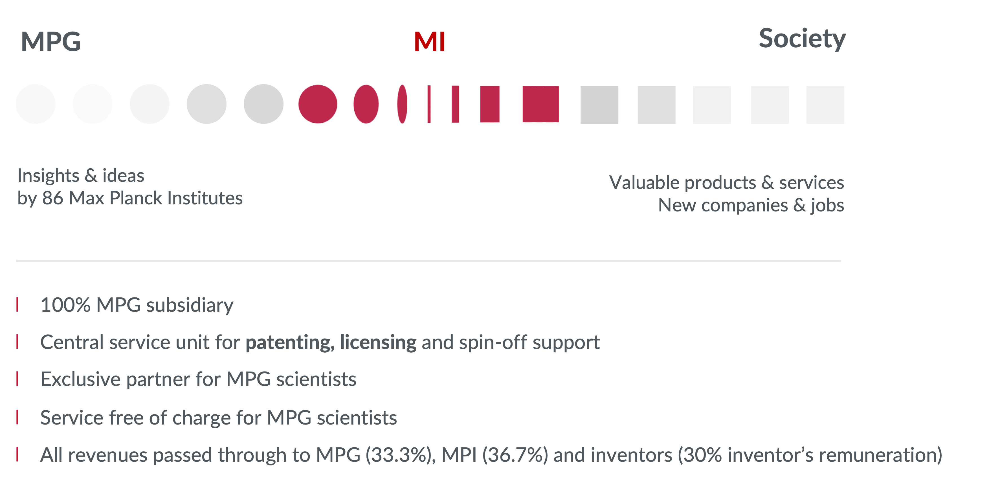 MPG
MI
Society
Insights & ideas
by 86 Max Planck Institutes
Valuable products & services
New companies & jobs
100% MPG subsidiary
Central service unit for patenting, licensing and spin-off support
Exclusive partner for MPG scientists
Service free of charge for MPG scientists
All revenues passed through to MPG (33.3%), MPI (36.7%) and inventors (30% inventor’s remuneration)